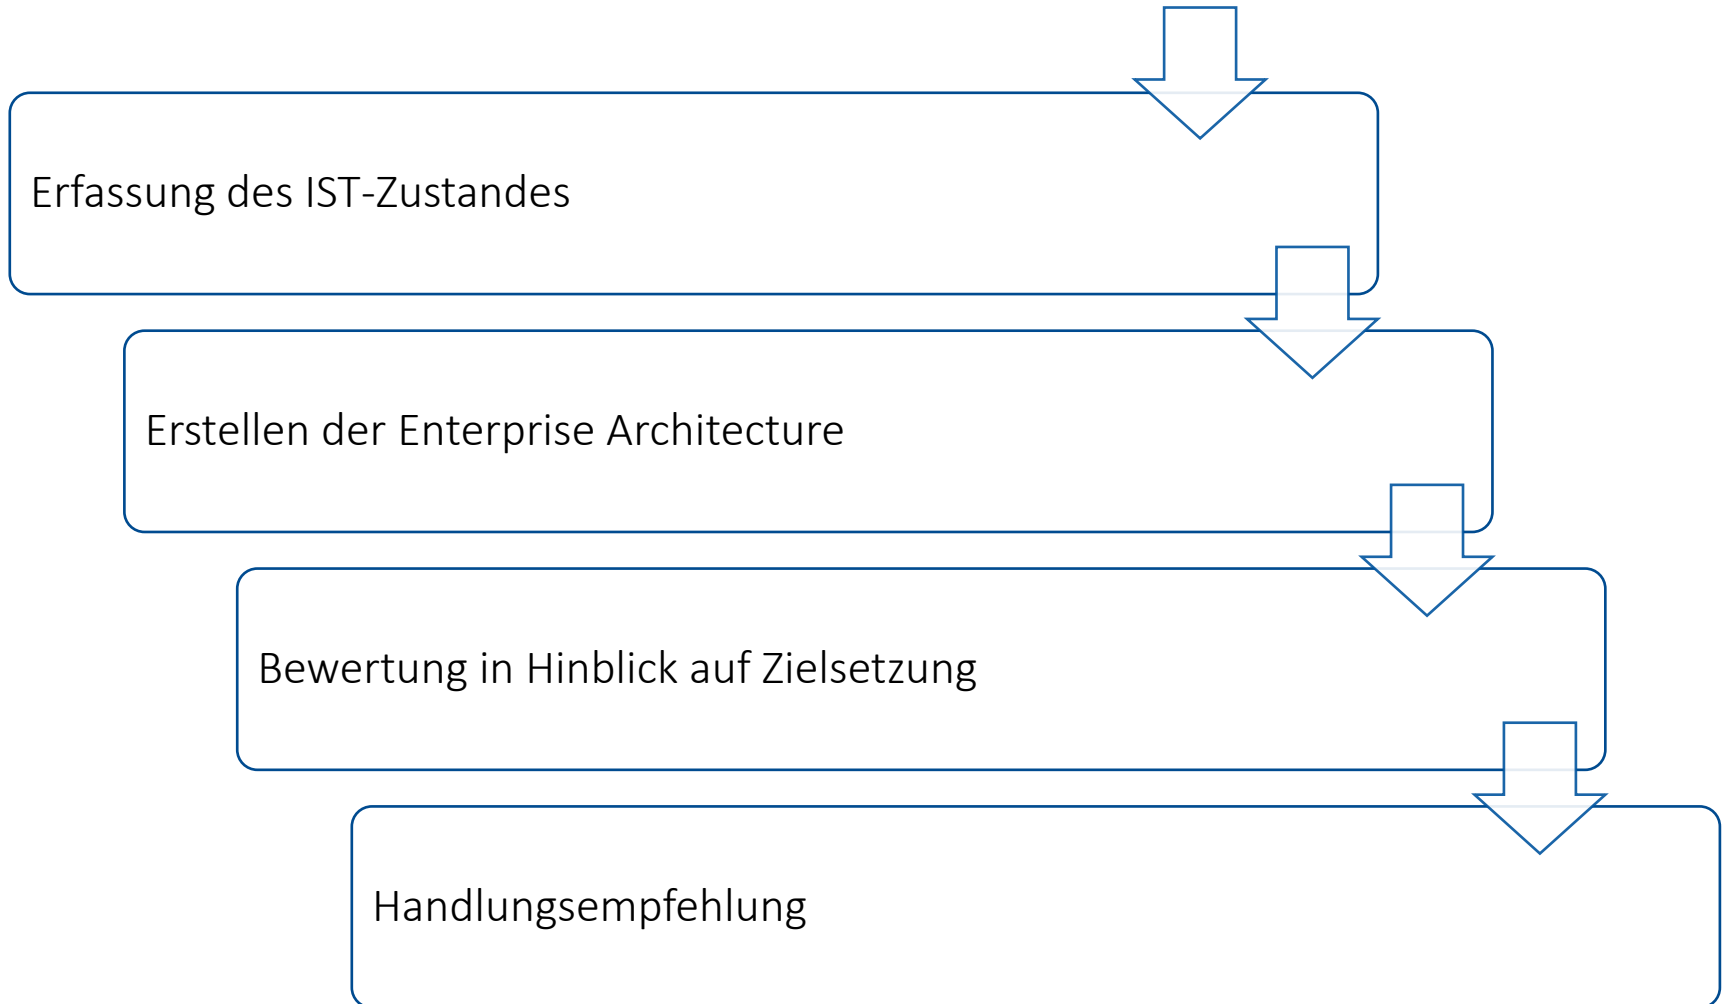 Erfassung des IST-Zustandes
Erstellen der Enterprise Architecture
Bewertung in Hinblick auf Zielsetzung
Handlungsempfehlung